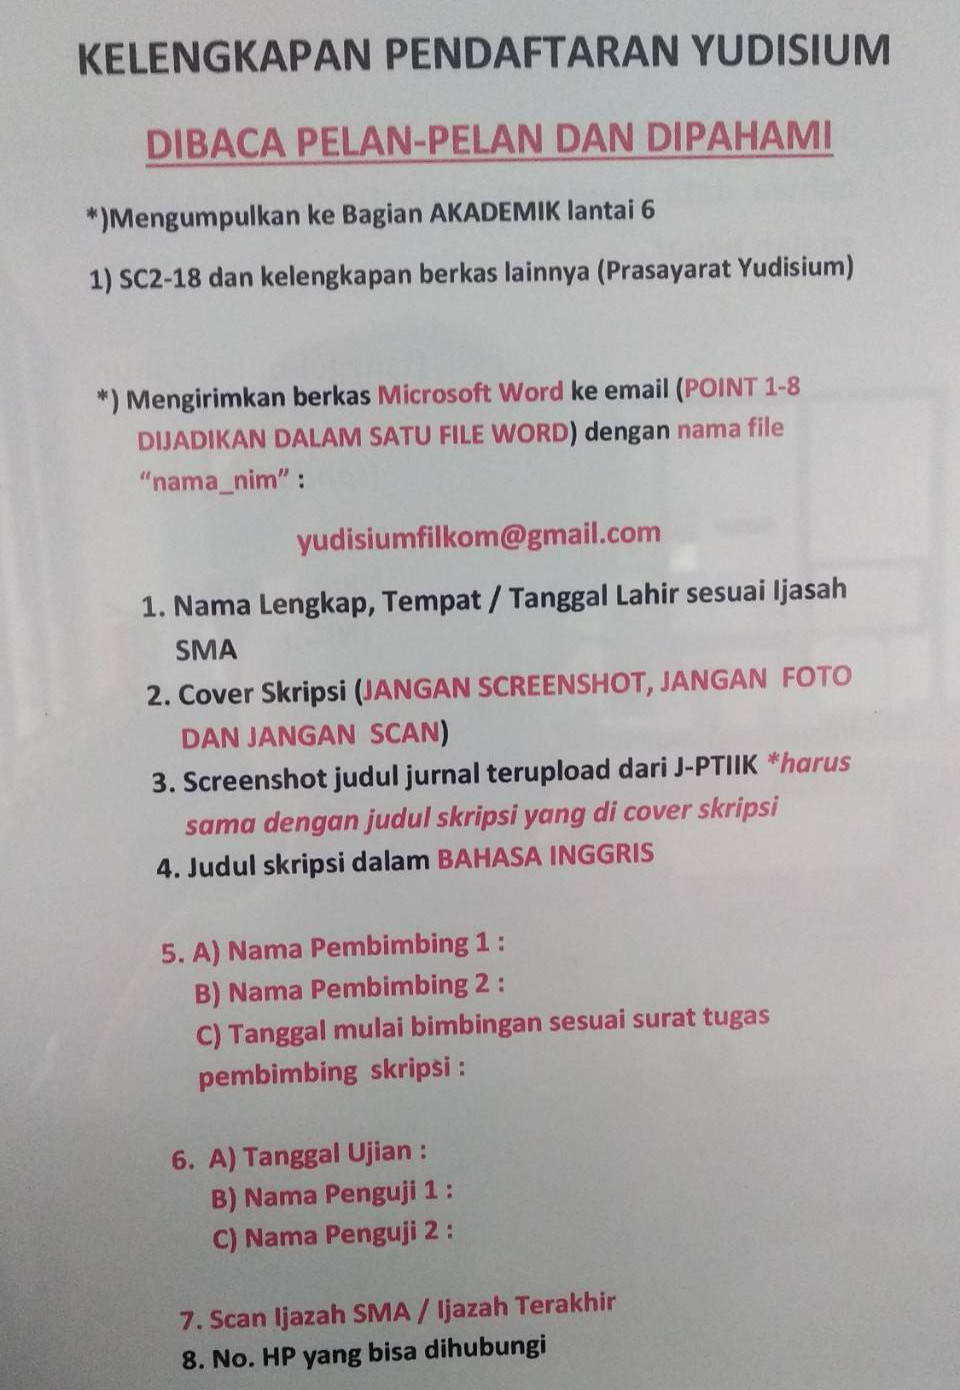 KELENGKAPAN PENDAFTARAN YUDISIUM
DIBACA PELAN-PELAN DAN DIPAHAMI
*)Mengumpulkan ke Bagian AKADEMIK lantai 6
1) SC2-18 dan kelengkapan berkas lainnya (Prasayarat Yudisium)
*) Mengirimkan berkas Microsoft Word ke email (POINT 1-8
DIJADIKAN DALAM SATU FILE WORD) dengan nama file
“nama_nim” :
yudisiumfilkom@gmail.com
1. Nama Lengkap, Tempat / Tanggal Lahir sesuai Ijasah
SMA
2. Cover Skripsi (JANGAN SCREENSHOT, JANGAN FOTO
DAN JANGAN SCAN)
3. Screenshot judul jurnal terupload dari J-PTIIK *harus
sama dengan judul skripsi yang di cover skripsi
4. Judul skripsi dalam BAHASA INGGRIS
5. A) Nama Pembimbing 1 :
B) Nama Pembimbing 2 :
C) Tanggal mulai bimbingan sesuai surat tugas
pembimbing skripsi :
6. A) Tanggal Ujian :
B) Nama Penguji 1 :
C) Nama Penguji 2 :
7. Scan Ijazah SMA / Ijazah Terakhir
8. No. HP yang bisa dihubungi